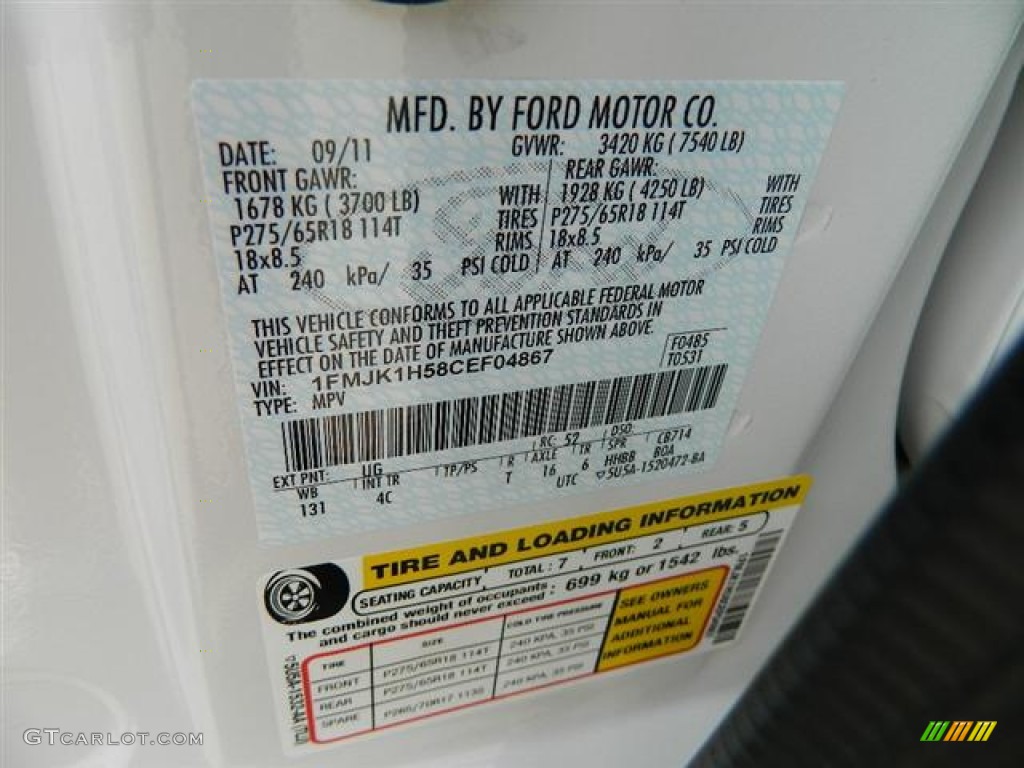 MFD. BY FORD MOTOR CO.
DATE: 09/11 GVWR: 3420 KG ( 7540 LB)
FRONT GAWR: REAR GAWR:
1678 KG ( 3700 LB) WITH 1928 KG ( 4250 LB) WITH
P275/65R18 114T TIRES P275/65R18 114T TIRES
18x8.5 RIMS 18x8.5 RIMS
AT 240 kPa/ 35 PSI COLD AT 240 kPa/ 35 PSI COLD
THIS VEHICLE CONFORMS TO ALL APPLICABLE FEDERAL MOTOR
VEHICLE SAFETY AND THEFT PREVENTION STANDARDS IN
EFFECT ON THE DATE OF MANUFACTURE SHOWN ABOVE.
VIN: 1FMJK1H58CEF04867 F0485
TYPE: MPV T0531
EXT PNT: UG RC: 52 DSO:
WB INT TR TP/PS R AXLE TR SPR CB714
131 4C T 16 6 HHBB BOA
UTC ▽5U5A-1520472-BA
TIRE AND LOADING INFORMATION
SEATING CAPACITY TOTAL: 7 FRONT: 2 REAR: 5
The combined weight of occupants
and cargo should never exceed: 699 kg or 1542 lbs.
TIRE SIZE COLD TIRE PRESSURE
FRONT P275/65R18 114T 240 KPA, 35 PSI
REAR P275/65R18 114T 240 KPA, 35 PSI
SPARE P265/70R17 113S 240 KPA, 35 PSI
SEE OWNERS
MANUAL FOR
ADDITIONAL
INFORMATION
GTCarLot.com